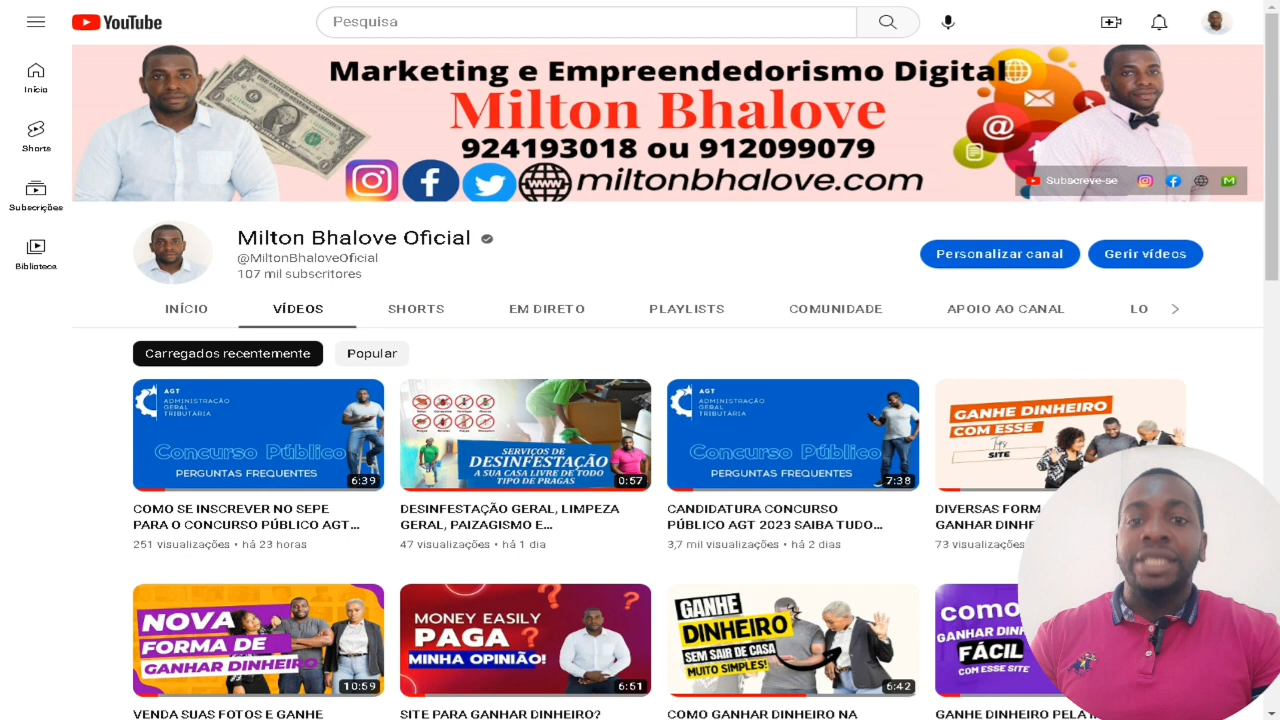 YouTube
Pesquisa
Início
Shorts
Subscrições
Biblioteca
Marketing e Empreendedorismo Digital
Milton Bhalove
924193018 ou 912099079
www
miltonbhalove.com
Subscreve-se
Milton Bhalove Oficial
@MiltonBhaloveOficial
107 mil subscritores
Personalizar canal
Gerir vídeos
INÍCIO
VÍDEOS
SHORTS
EM DIRETO
PLAYLISTS
COMUNIDADE
APOIO AO CANAL
LO
Carregados recentemente
Popular
AGT
ADMINISTRAÇÃO
GERAL
TRIBUTÁRIA
Concurso Público
PERGUNTAS FREQUENTES
6:39
SERVIÇOS DE
DESINFESTAÇÃO
A SUA CASA LIVRE DE TODO
TIPO DE PRAGAS
0:57
AGT
ADMINISTRAÇÃO
GERAL
TRIBUTÁRIA
Concurso Público
PERGUNTAS FREQUENTES
7:38
GANHE DINHEIRO
COM ESSE
SITE
COMO SE INSCREVER NO SEPE
PARA O CONCURSO PÚBLICO AGT...
251 visualizações • há 23 horas
DESINFESTAÇÃO GERAL, LIMPEZA
GERAL, PAIZAGISMO E...
47 visualizações • há 1 dia
CANDIDATURA CONCURSO
PÚBLICO AGT 2023 SAIBA TUDO...
3,7 mil visualizações • há 2 dias
DIVERSAS FORM
GANHAR DINHE
73 visualizações
NOVA
FORMA DE
GANHAR DINHEIRO
10:59
MONEY EASILY
PAGA ?
MINHA OPINIÃO!
6:51
GANHE
DINHEIRO
SEM SAIR DE CASA
MUITO SIMPLES!
6:42
como
GANHAR DINH
FÁCIL
COM ESSE SITE
VENDA SUAS FOTOS E GANHE
SITE PARA GANHAR DINHEIRO?
COMO GANHAR DINHEIRO NA
GANHE DINHEIRO PELA